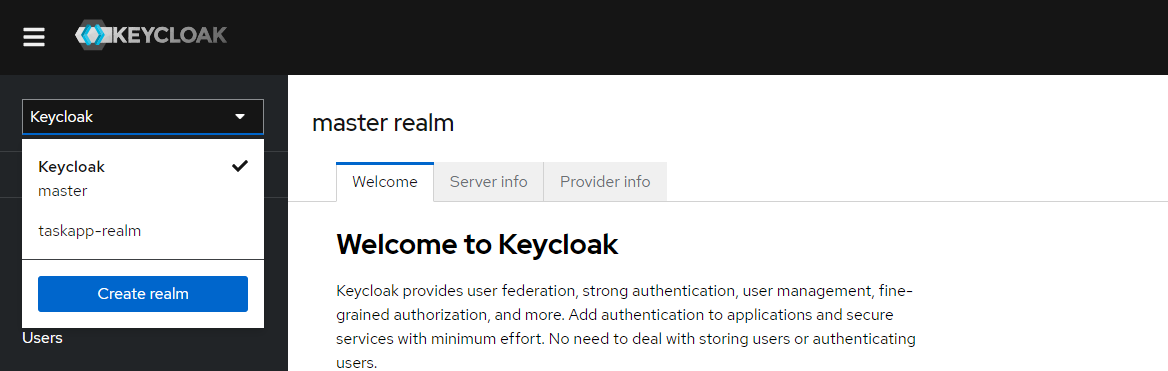 KEYCLOAK
Keycloak
Keycloak
master
taskapp-realm
Create realm
Users
master realm
Welcome
Server info
Provider info
Welcome to Keycloak
Keycloak provides user federation, strong authentication, user management, fine-
grained authorization, and more. Add authentication to applications and secure
services with minimum effort. No need to deal with storing users or authenticating
users.